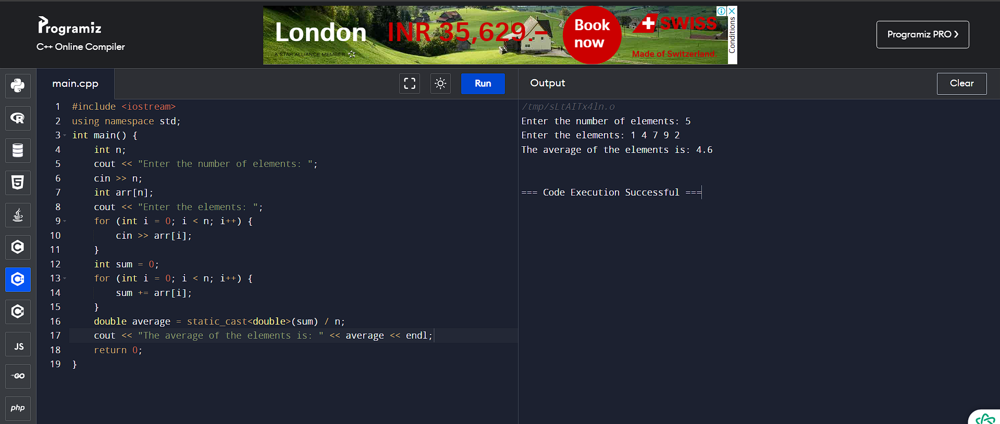 Programiz
C++ Online Compiler
London
INR 35,629.–
Book
now
SWISS
Made of Switzerland.
A STAR ALLIANCE MEMBER
Conditions
Programiz PRO ❯
main.cpp
Run
Output
Clear
1 #include <iostream>
2 using namespace std;
3 int main() {
4     int n;
5     cout << "Enter the number of elements: ";
6     cin >> n;
7     int arr[n];
8     cout << "Enter the elements: ";
9     for (int i = 0; i < n; i++) {
10         cin >> arr[i];
11     }
12     int sum = 0;
13     for (int i = 0; i < n; i++) {
14         sum += arr[i];
15     }
16     double average = static_cast<double>(sum) / n;
17     cout << "The average of the elements is: " << average << endl;
18     return 0;
19 }
/tmp/sLtAITx4ln.o
Enter the number of elements: 5
Enter the elements: 1 4 7 9 2
The average of the elements is: 4.6
=== Code Execution Successful ===
R
5
C
C++
C#
JS
GO
php